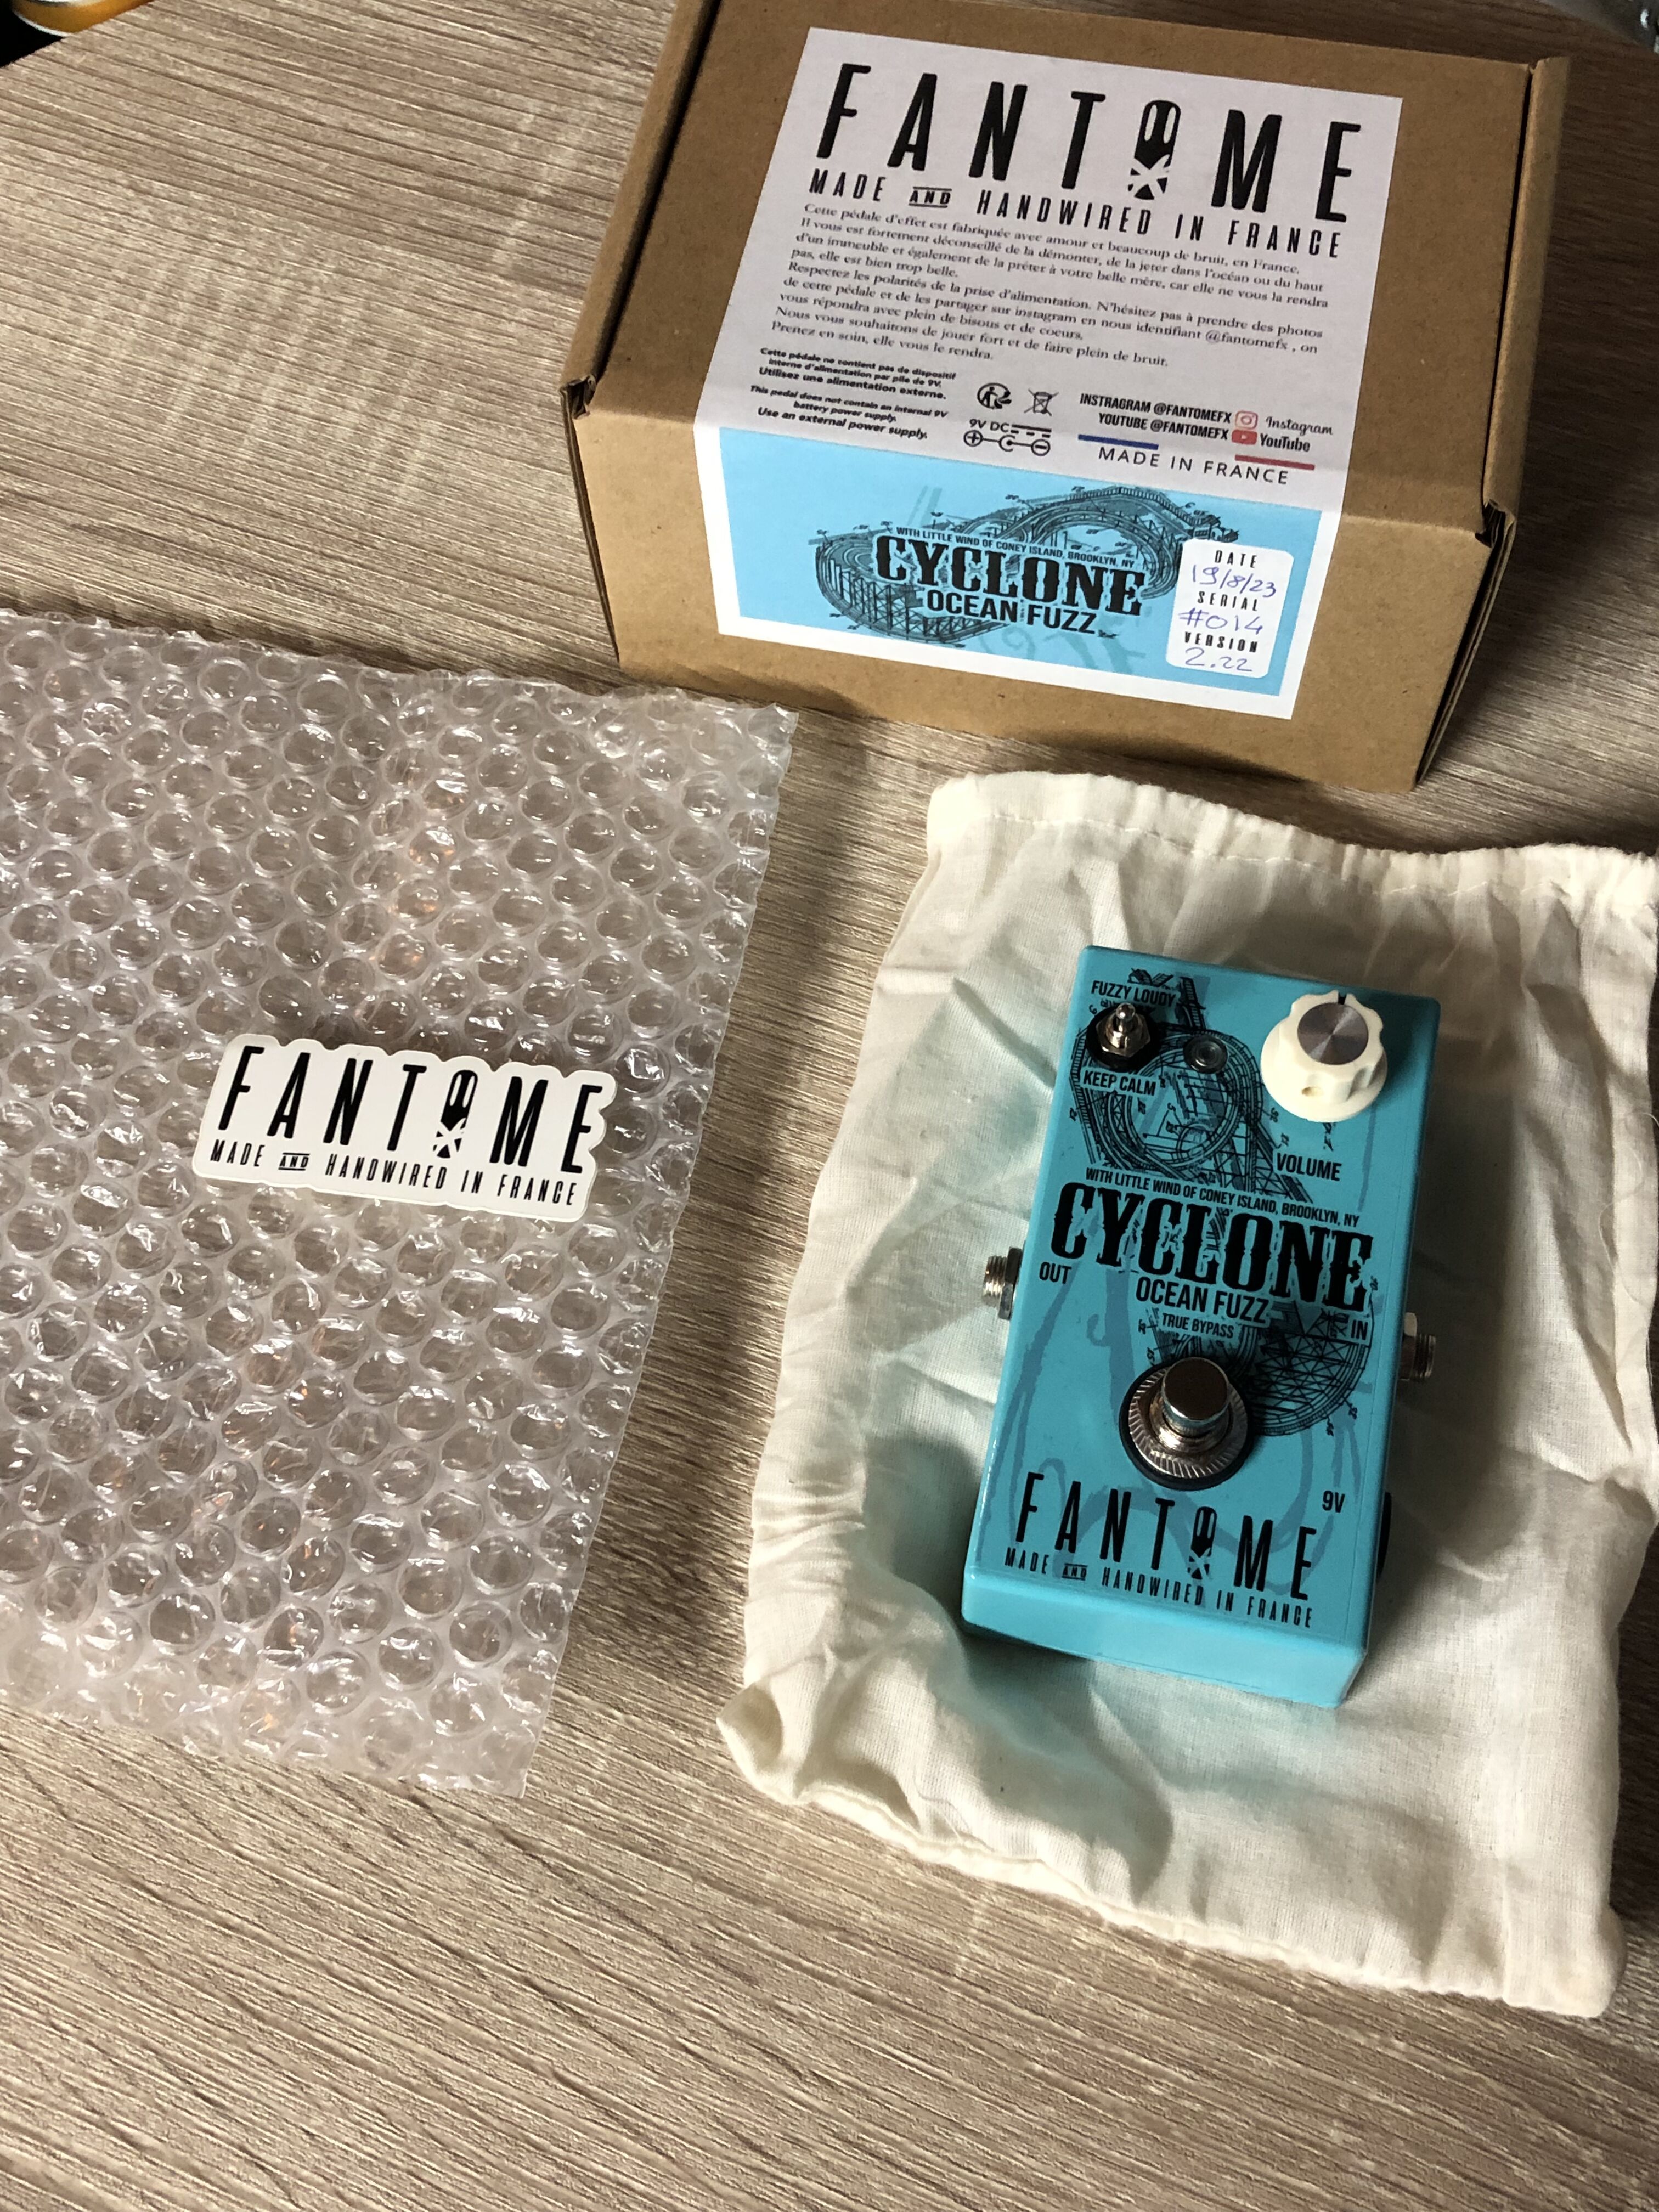 FANTOME
MADE AND HANDWIRED IN FRANCE
Cette pédale d'effet est fabriquée avec amour et beaucoup de bruit, en France.
Il vous est fortement déconseillé de la démonter, de la jeter dans l'océan ou du haut
d'un immeuble et également de la prêter à votre belle mère, car elle ne vous la rendra
pas, elle est bien trop belle.
Respectez les polarités de la prise d'alimentation. N'hésitez pas à prendre des photos
de cette pédale et de les partager sur instagram en nous identifiant @fantomefx , on
vous répondra avec plein de bisous et de coeurs.
Nous vous souhaitons de jouer fort et de faire plein de bruit.
Prenez en soin, elle vous le rendra.
Cette pédale ne contient pas de dispositif
interne d'alimentation par pile de 9V.
Utilisez une alimentation externe.
This pedal does not contain an internal 9V
battery power supply.
Use an external power supply.
9V DC
INSTRAGRAM @FANTOMEFX Instagram
YOUTUBE @FANTOMEFX YouTube
MADE IN FRANCE
WITH LITTLE WIND OF CONEY ISLAND, BROOKLYN, NY
CYCLONE
OCEAN FUZZ
DATE
19/8/23
SERIAL
#014
VERSION
2.22
FANTOME
MADE AND HANDWIRED IN FRANCE
FUZZY LOUDY
KEEP CALM
VOLUME
WITH LITTLE WIND OF CONEY ISLAND, BROOKLYN, NY
CYCLONE
OUT
OCEAN FUZZ
TRUE BYPASS
IN
9V
FANTOME
MADE AND HANDWIRED IN FRANCE